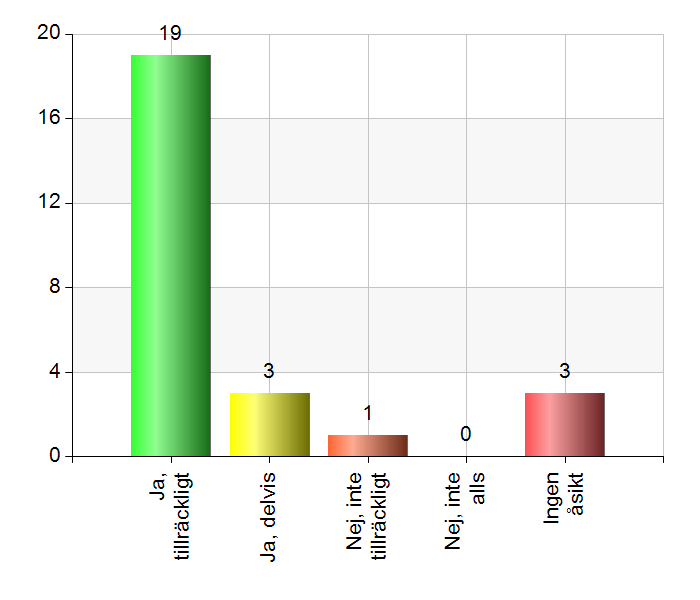 20
16
12
8
4
0
19
3
1
0
3
Ja,
tillräckligt
Ja, delvis
Nej, inte
tillräckligt
Nej, inte
alls
Ingen
åsikt